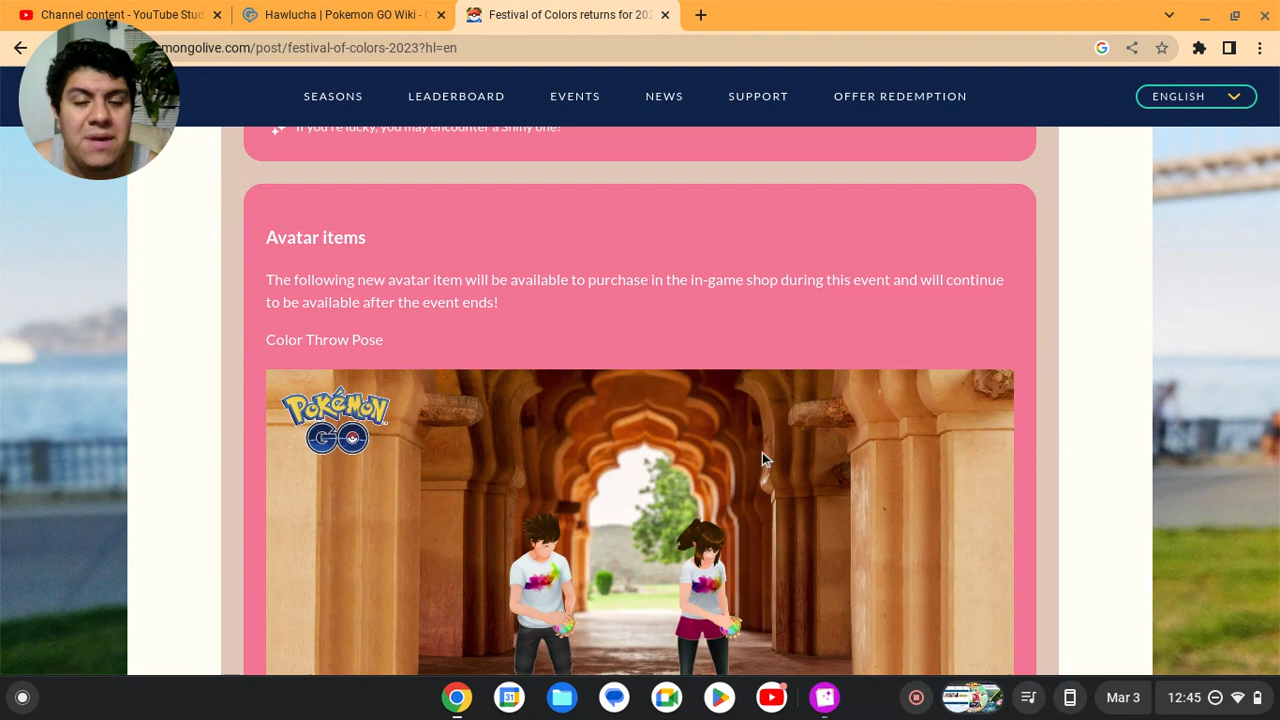 Channel content - YouTube Stud
Hawlucha | Pokemon GO Wiki - G
Festival of Colors returns for 202
mongolive.com/post/festival-of-colors-2023?hl=en
SEASONS
LEADERBOARD
EVENTS
NEWS
SUPPORT
OFFER REDEMPTION
ENGLISH
If you're lucky, you may encounter a Shiny one!
Avatar items
The following new avatar item will be available to purchase in the in-game shop during this event and will continue
to be available after the event ends!
Color Throw Pose
POKÉMON
GO
31
Mar 3
12:45